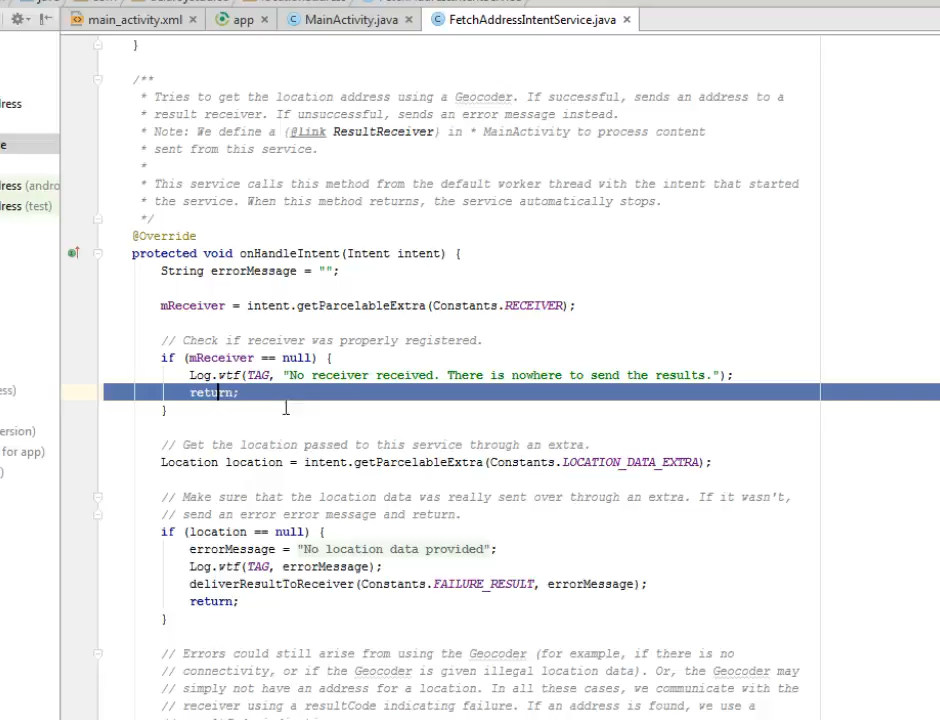 main_activity.xml app MainActivity.java FetchAddressIntentService.java
}
/**
* Tries to get the location address using a Geocoder. If successful, sends an address to a
* result receiver. If unsuccessful, sends an error message instead.
* Note: We define a {@link ResultReceiver} in * MainActivity to process content
* sent from this service.
*
* This service calls this method from the default worker thread with the intent that started
* the service. When this method returns, the service automatically stops.
*/
@Override
protected void onHandleIntent(Intent intent) {
String errorMessage = "";
mReceiver = intent.getParcelableExtra(Constants.RECEIVER);
// Check if receiver was properly registered.
if (mReceiver == null) {
Log.wtf(TAG, "No receiver received. There is nowhere to send the results.");
return;
}
// Get the location passed to this service through an extra.
Location location = intent.getParcelableExtra(Constants.LOCATION_DATA_EXTRA);
// Make sure that the location data was really sent over through an extra. If it wasn't,
// send an error error message and return.
if (location == null) {
errorMessage = "No location data provided";
Log.wtf(TAG, errorMessage);
deliverResultToReceiver(Constants.FAILURE_RESULT, errorMessage);
return;
}
// Errors could still arise from using the Geocoder (for example, if there is no
// connectivity, or if the Geocoder is given illegal location data). Or, the Geocoder may
// simply not have an address for a location. In all these cases, we communicate with the
// receiver using a resultCode indicating failure. If an address is found, we use a
ress
e
ress (andro
ress (test)
ess)
ersion)
for app)
)